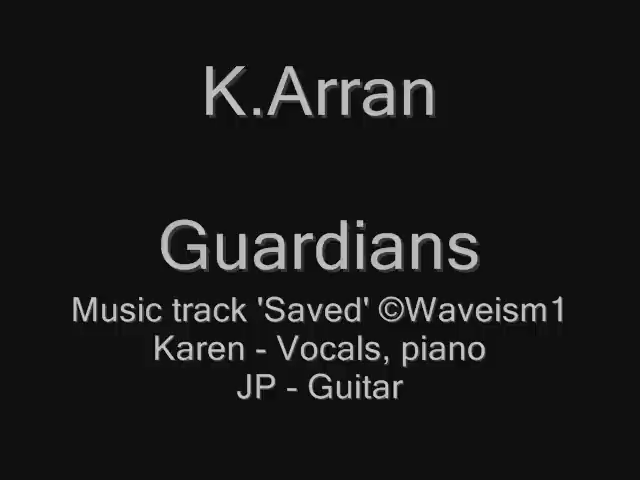 K.Arran
Guardians
Music track 'Saved' ©Waveism1
Karen - Vocals, piano
JP - Guitar